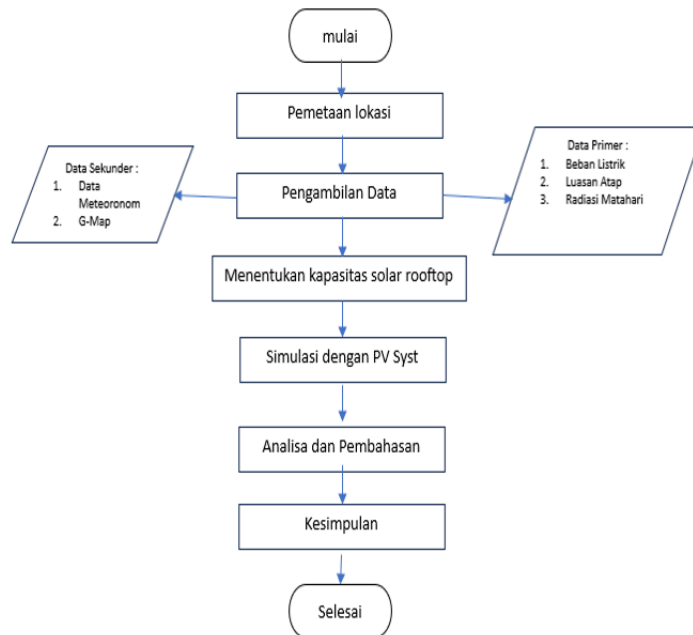 mulai
Pemetaan lokasi
Data Sekunder :
1. Data
Meteoronom
2. G-Map
Pengambilan Data
Data Primer :
1. Beban Listrik
2. Luasan Atap
3. Radiasi Matahari
Menentukan kapasitas solar rooftop
Simulasi dengan PV Syst
Analisa dan Pembahasan
Kesimpulan
Selesai